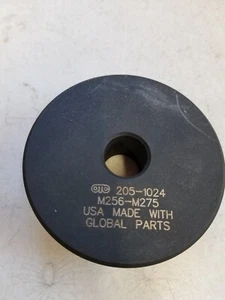 OTC 205-1024
M256-M275
USA MADE WITH
GLOBAL PARTS